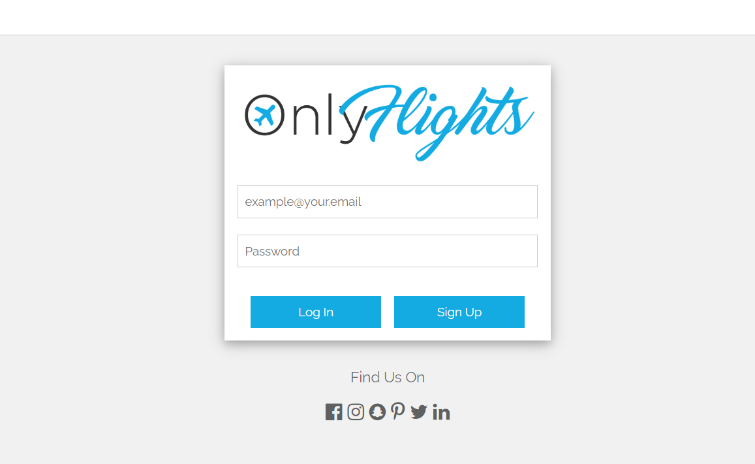 OnlyFlights
example@your.email
Password
Log In
Sign Up
Find Us On